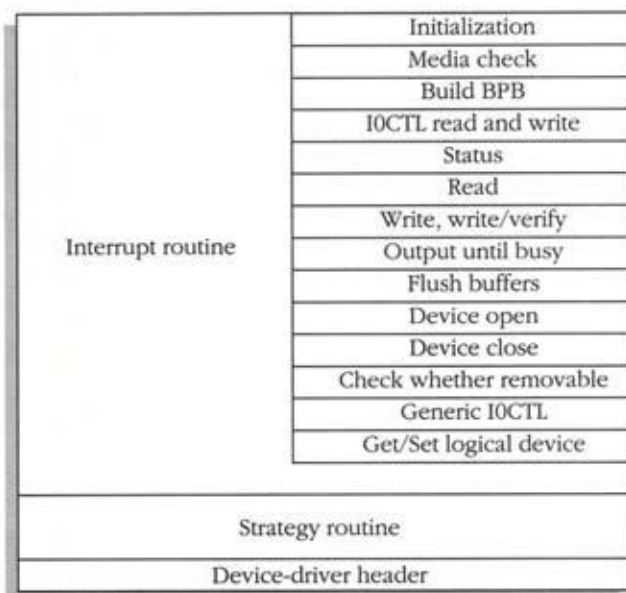 Initialization
Media check
Build BPB
I0CTL read and write
Status
Read
Write, write/verify
Interrupt routine
Output until busy
Flush buffers
Device open
Device close
Check whether removable
Generic I0CTL
Get/Set logical device
Strategy routine
Device-driver header